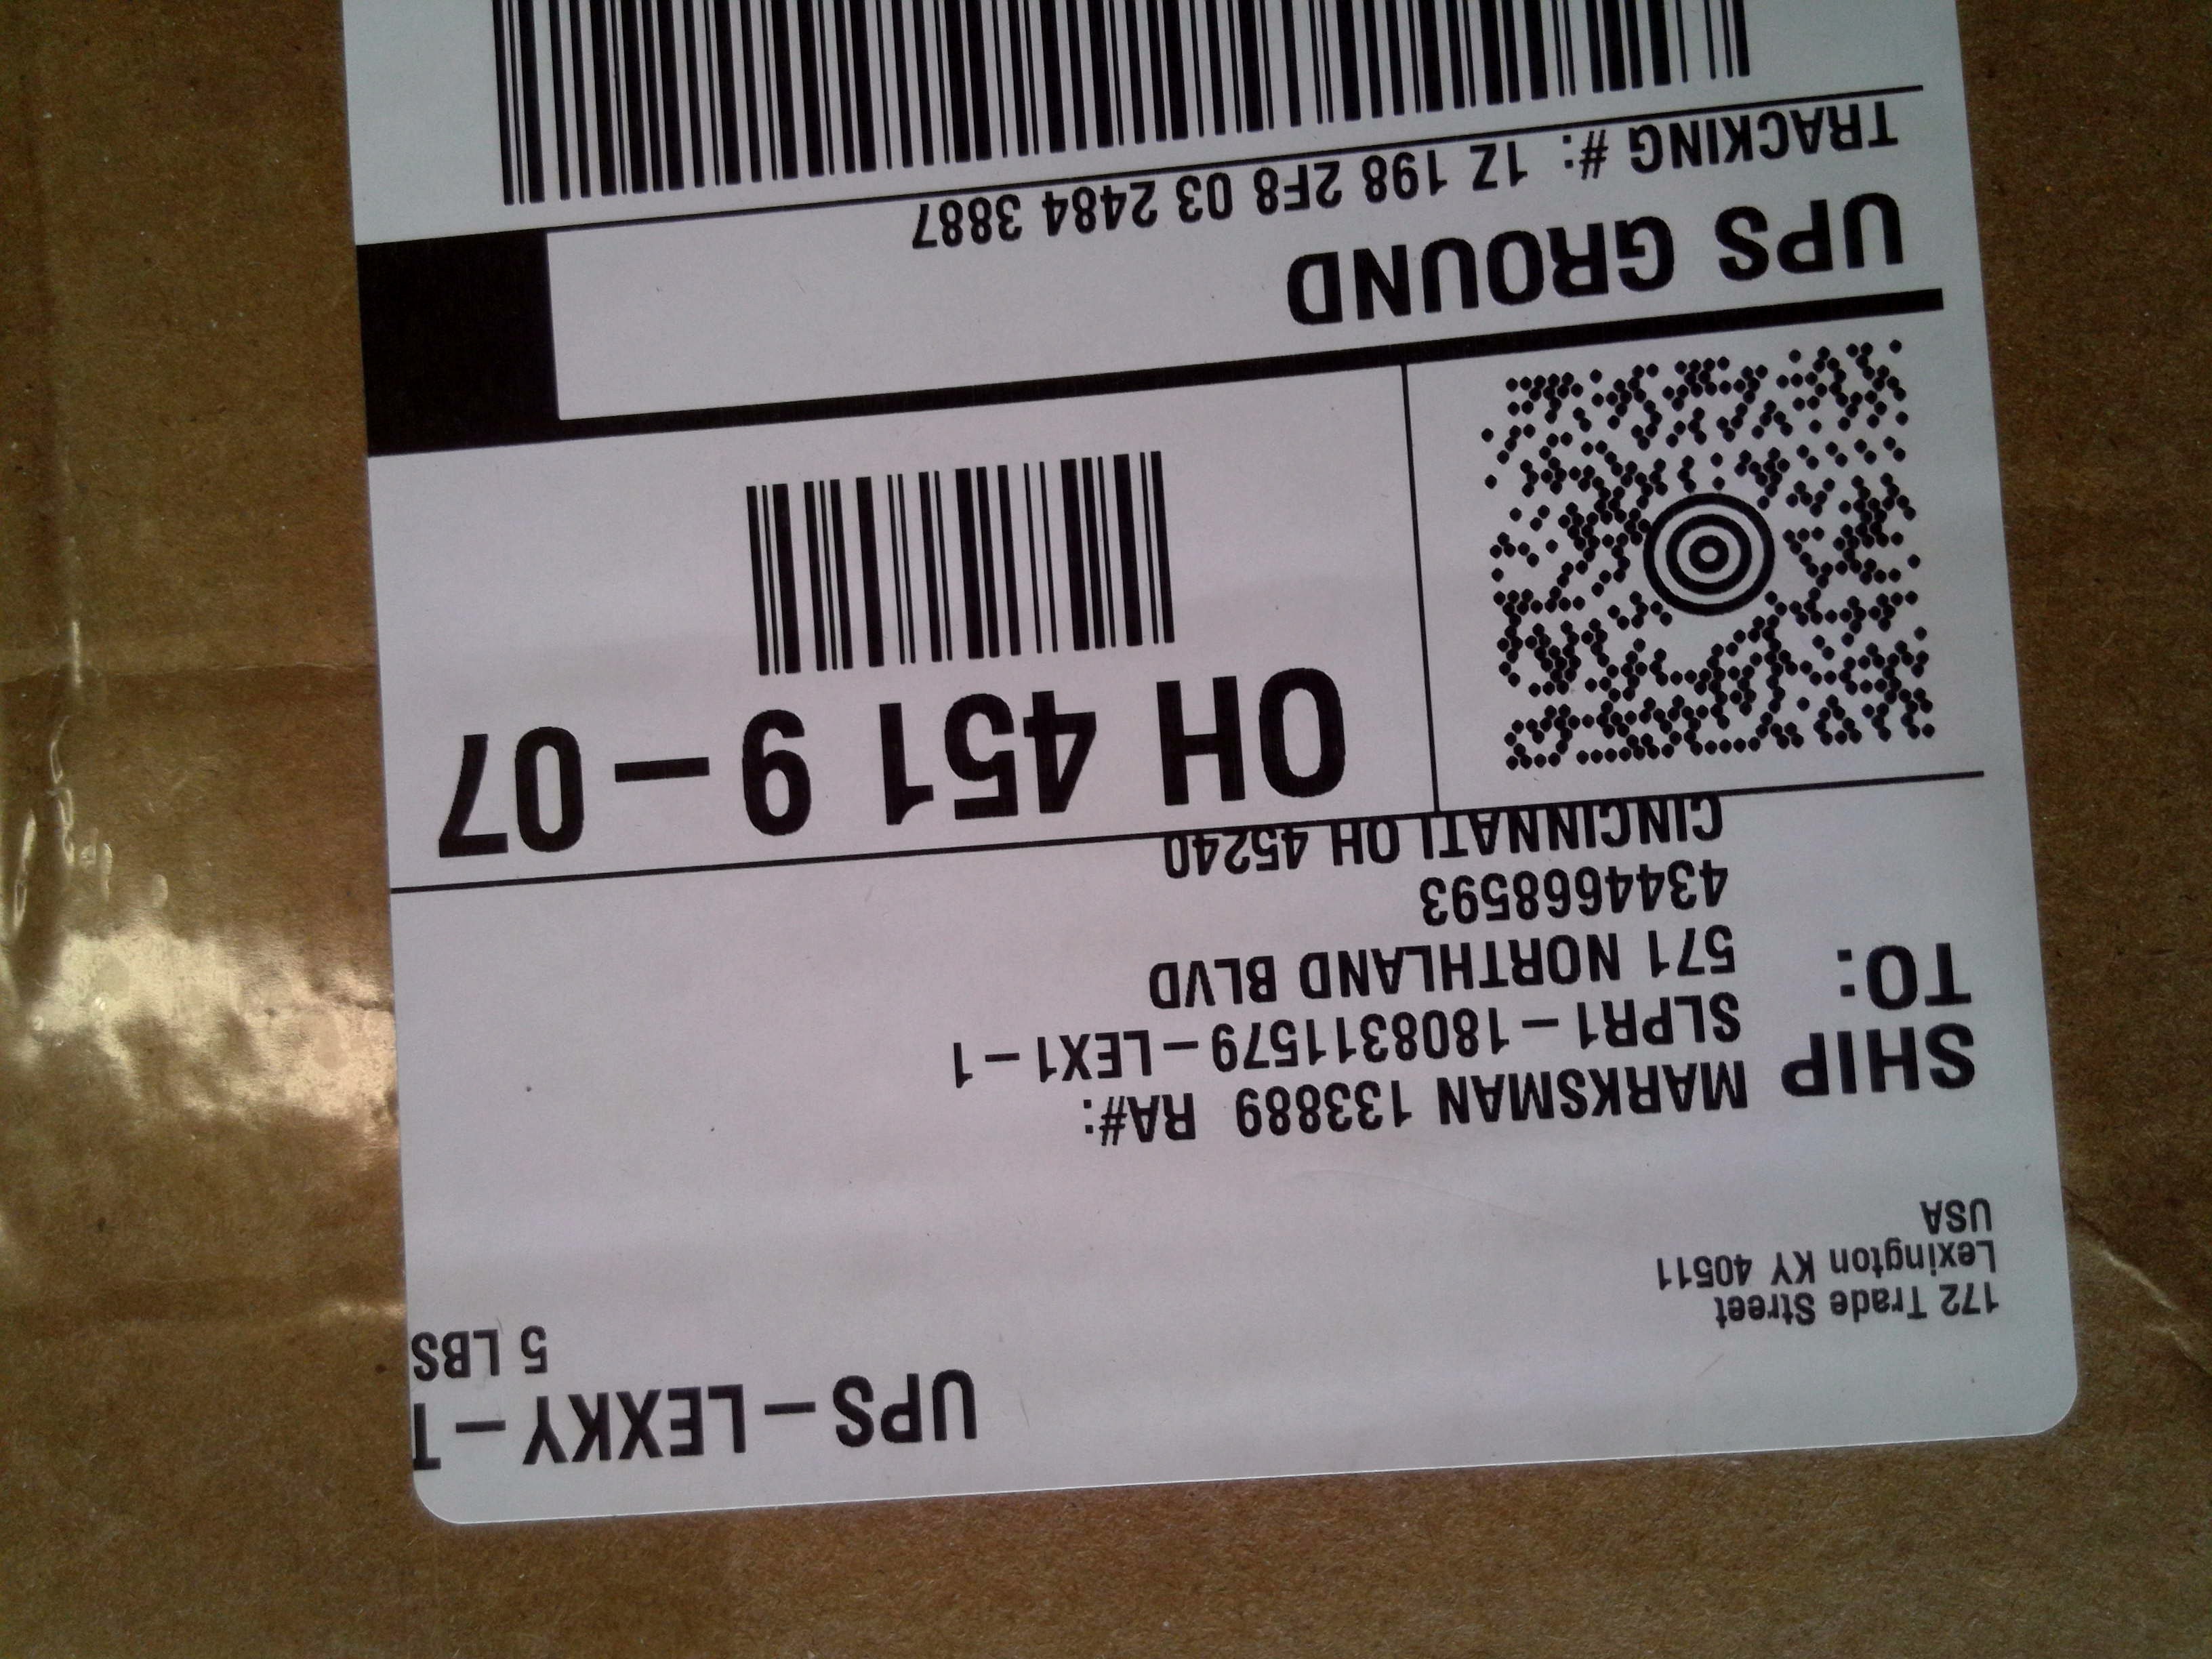 UPS-LEXKY-T
5 LBS
172 Trade Street
Lexington KY 40511
USA
SHIP TO:
MARKSMAN 133889 RA#:
SLPR1-1808311579-LEX1-1
571 NORTHLAND BLVD
4344668593
CINCINNATI OH 45240
OH 451 9-07
UPS GROUND
TRACKING #: 1Z 198 2F8 03 2484 3887